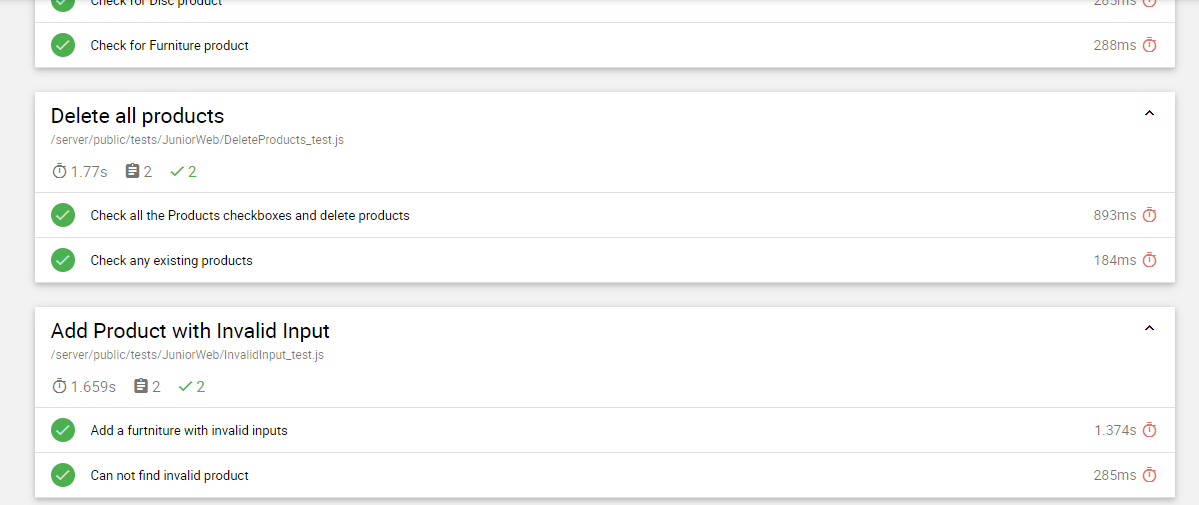 Check for Disc product 285ms
Check for Furniture product 288ms
Delete all products
/server/public/tests/JuniorWeb/DeleteProducts_test.js
1.77s 2 2
Check all the Products checkboxes and delete products 893ms
Check any existing products 184ms
Add Product with Invalid Input
/server/public/tests/JuniorWeb/InvalidInput_test.js
1.659s 2 2
Add a furtniture with invalid inputs 1.374s
Can not find invalid product 285ms